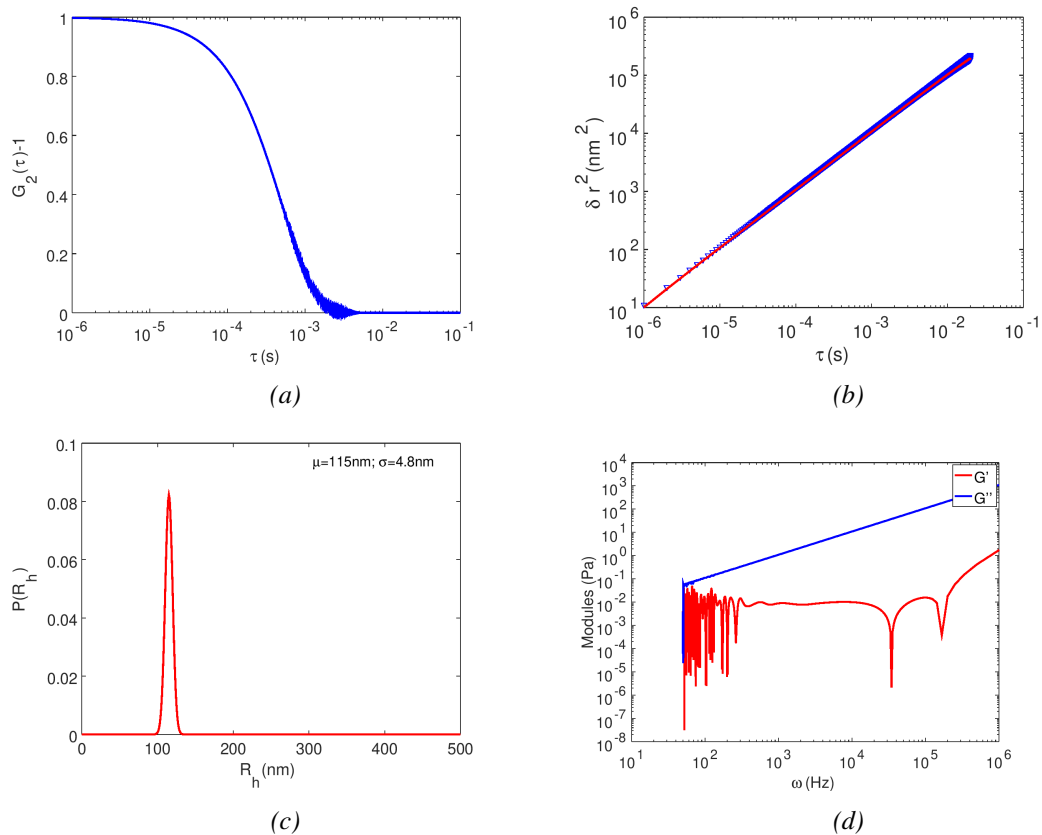 1
0.8
0.6
0.4
0.2
0
G₂(τ)-1
10⁻⁶ 10⁻⁵ 10⁻⁴ 10⁻³ 10⁻² 10⁻¹
τ(s)
(a)
10⁶
10⁵
10⁴
10³
10²
10¹
δ r² (nm²)
10⁻⁶ 10⁻⁵ 10⁻⁴ 10⁻³ 10⁻² 10⁻¹
τ(s)
(b)
μ=115nm; σ=4.8nm
0.1
0.08
0.06
0.04
0.02
0
P(Rₕ)
0 100 200 300 400 500
Rₕ(nm)
(c)
G'
G''
10⁴
10³
10²
10¹
10⁰
10⁻¹
10⁻²
10⁻³
10⁻⁴
10⁻⁵
10⁻⁶
10⁻⁷
10⁻⁸
Modules (Pa)
10¹ 10² 10³ 10⁴ 10⁵ 10⁶
ω(Hz)
(d)